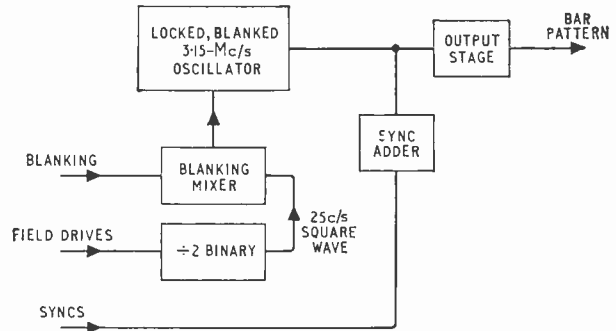 LOCKED, BLANKED
3·15-Mc/s
OSCILLATOR
OUTPUT
STAGE
BAR
PATTERN
SYNC
ADDER
BLANKING
BLANKING
MIXER
25c/s
SQUARE
WAVE
FIELD DRIVES
÷2 BINARY
SYNCS